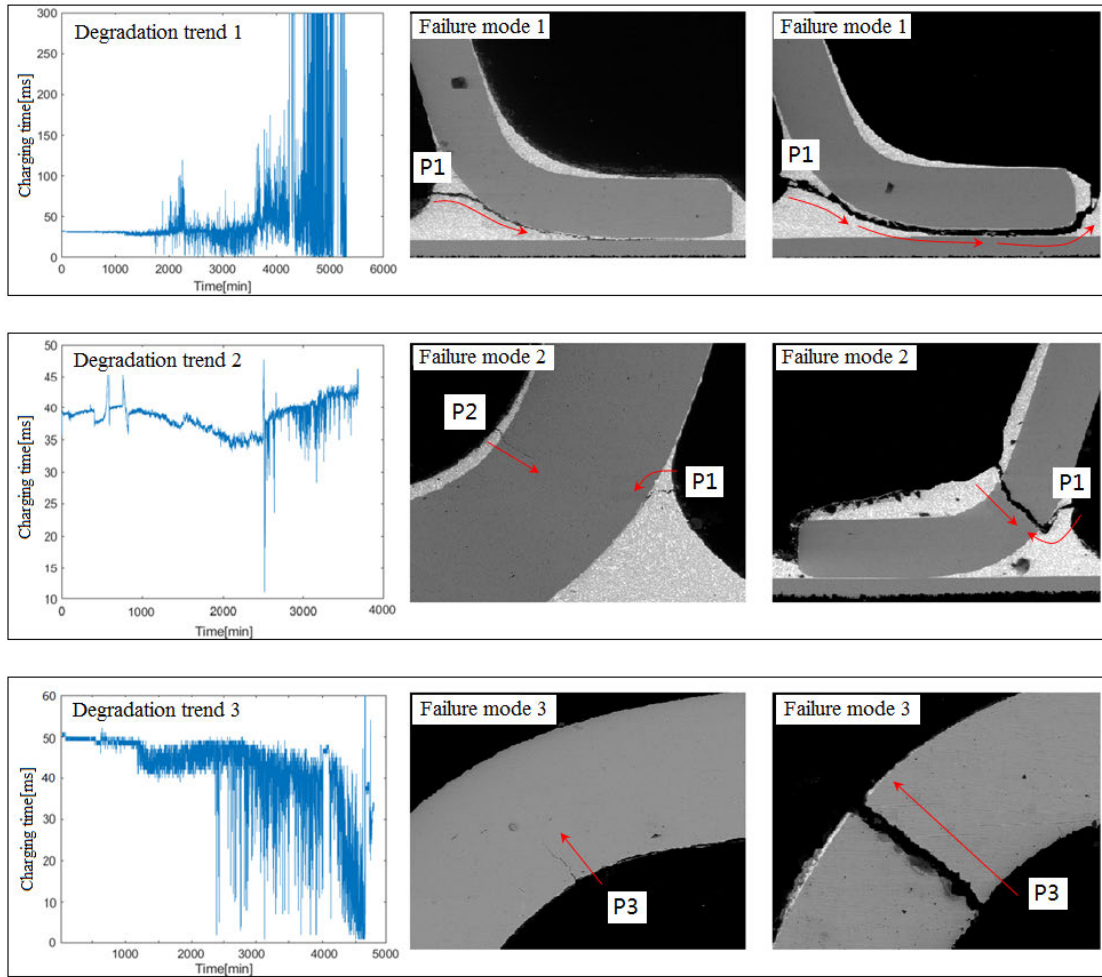 Degradation trend 1
Charging time[ms]
300
250
200
150
100
50
0
0 1000 2000 3000 4000 5000 6000
Time[min]
Failure mode 1
P1
Failure mode 1
P1
Degradation trend 2
Charging time[ms]
50
45
40
35
30
25
20
15
10
0 1000 2000 3000 4000
Time[min]
Failure mode 2
P2
P1
Failure mode 2
P1
Degradation trend 3
Charging time[ms]
60
50
40
30
20
10
0
1000 2000 3000 4000 5000
Time[min]
Failure mode 3
P3
Failure mode 3
P3